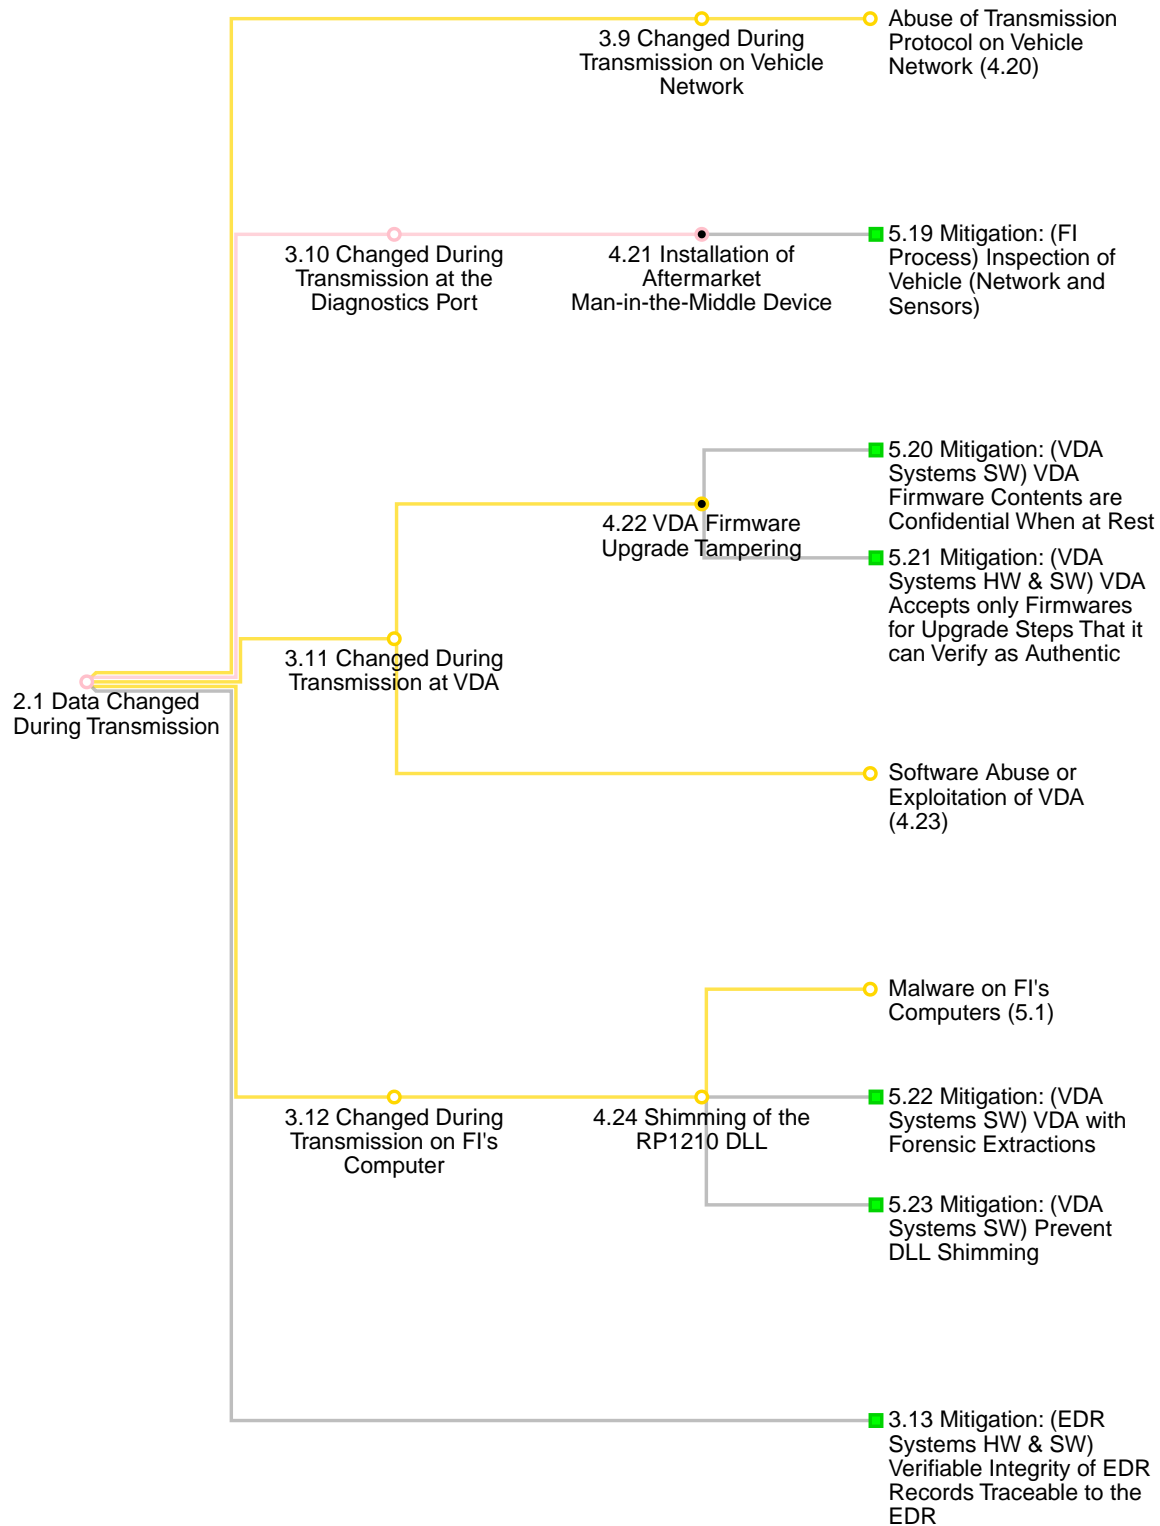 3.9 Changed During
Transmission on Vehicle
Network
Abuse of Transmission
Protocol on Vehicle
Network (4.20)
3.10 Changed During
Transmission at the
Diagnostics Port
4.21 Installation of
Aftermarket
Man-in-the-Middle Device
5.19 Mitigation: (FI
Process) Inspection of
Vehicle (Network and
Sensors)
4.22 VDA Firmware
Upgrade Tampering
5.20 Mitigation: (VDA
Systems SW) VDA
Firmware Contents are
Confidential When at Rest
5.21 Mitigation: (VDA
Systems HW & SW) VDA
Accepts only Firmwares
for Upgrade Steps That it
can Verify as Authentic
3.11 Changed During
Transmission at VDA
2.1 Data Changed
During Transmission
Software Abuse or
Exploitation of VDA
(4.23)
Malware on FI's
Computers (5.1)
3.12 Changed During
Transmission on FI's
Computer
4.24 Shimming of the
RP1210 DLL
5.22 Mitigation: (VDA
Systems SW) VDA with
Forensic Extractions
5.23 Mitigation: (VDA
Systems SW) Prevent
DLL Shimming
3.13 Mitigation: (EDR
Systems HW & SW)
Verifiable Integrity of EDR
Records Traceable to the
EDR